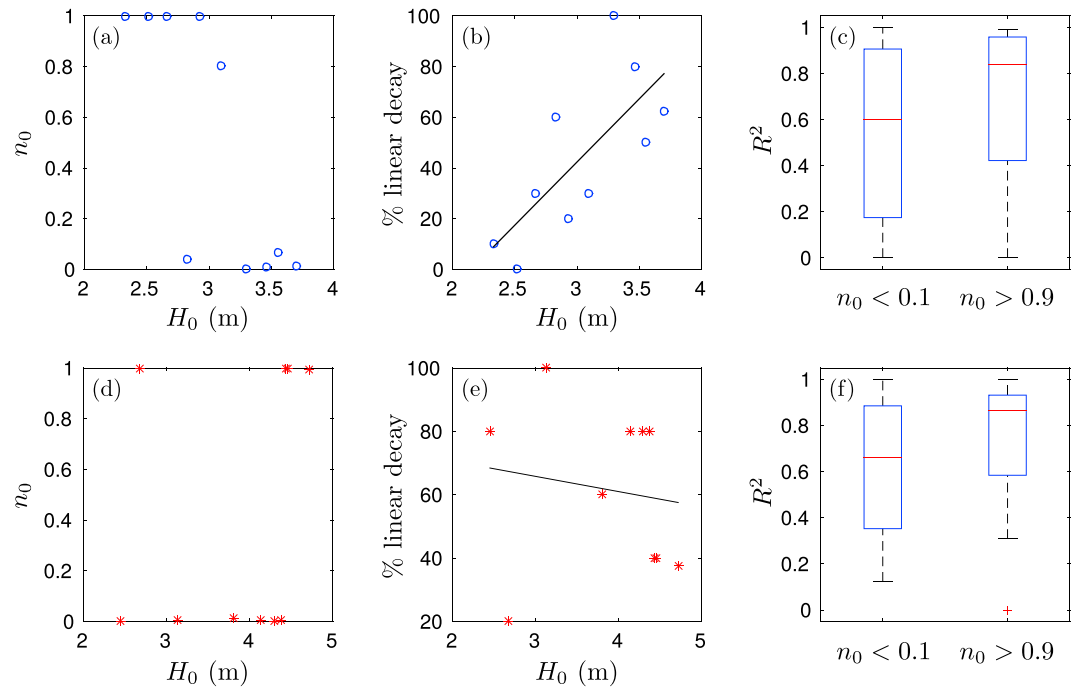 (a)
n₀
1
0.8
0.6
0.4
0.2
0
2 2.5 3 3.5 4
H₀ (m)
(b)
% linear decay
100
80
60
40
20
0
2 2.5 3 3.5 4
H₀ (m)
(c)
R²
1
0.8
0.6
0.4
0.2
0
n₀ < 0.1 n₀ > 0.9
(d)
n₀
1
0.8
0.6
0.4
0.2
0
2 3 4 5
H₀ (m)
(e)
% linear decay
100
80
60
40
20
2 3 4 5
H₀ (m)
(f)
R²
1
0.8
0.6
0.4
0.2
0
n₀ < 0.1 n₀ > 0.9